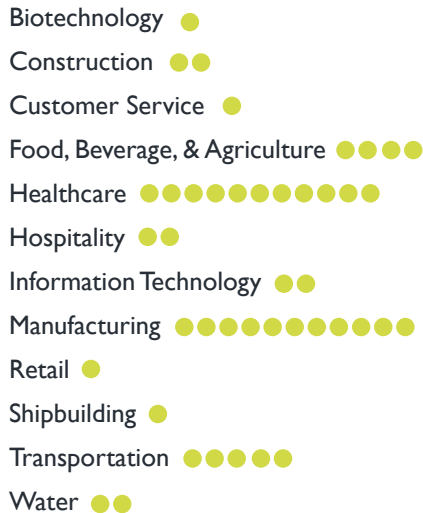 Biotechnology
Construction
Customer Service
Food, Beverage, & Agriculture
Healthcare
Hospitality
Information Technology
Manufacturing
Retail
Shipbuilding
Transportation
Water